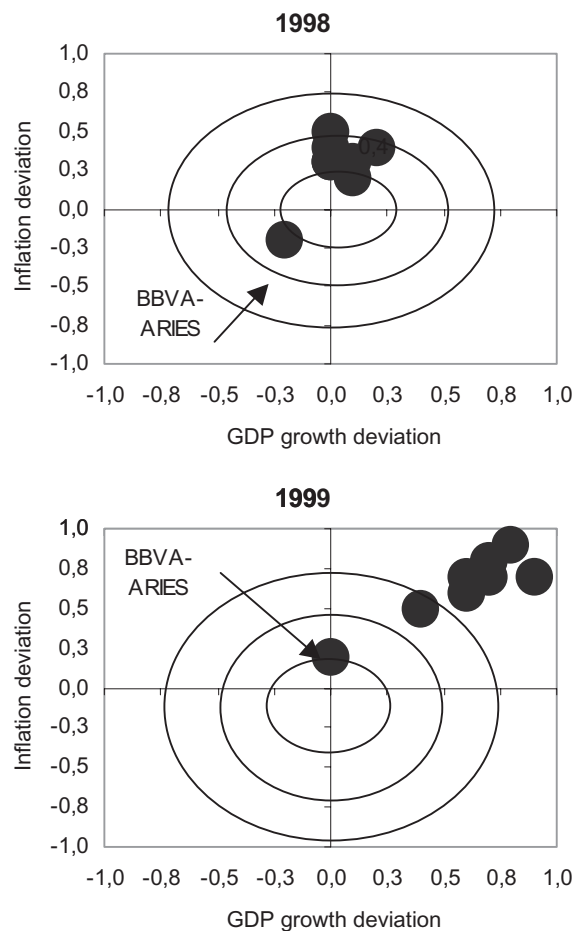 1998
1,0
0,8
0,5
0,3
0,0
-0,3
-0,5
-0,8
-1,0
Inflation deviation
0,4
BBVA-
ARIES
-1,0 -0,8 -0,5 -0,2 0,0 0,3 0,5 0,8 1,0
GDP growth deviation
1999
1,0
0,8
0,5
0,3
0,0
-0,3
-0,5
-0,8
-1,0
Inflation deviation
BBVA-
ARIES
-1,0 -0,8 -0,5 -0,2 0,0 0,3 0,5 0,8 1,0
GDP growth deviation